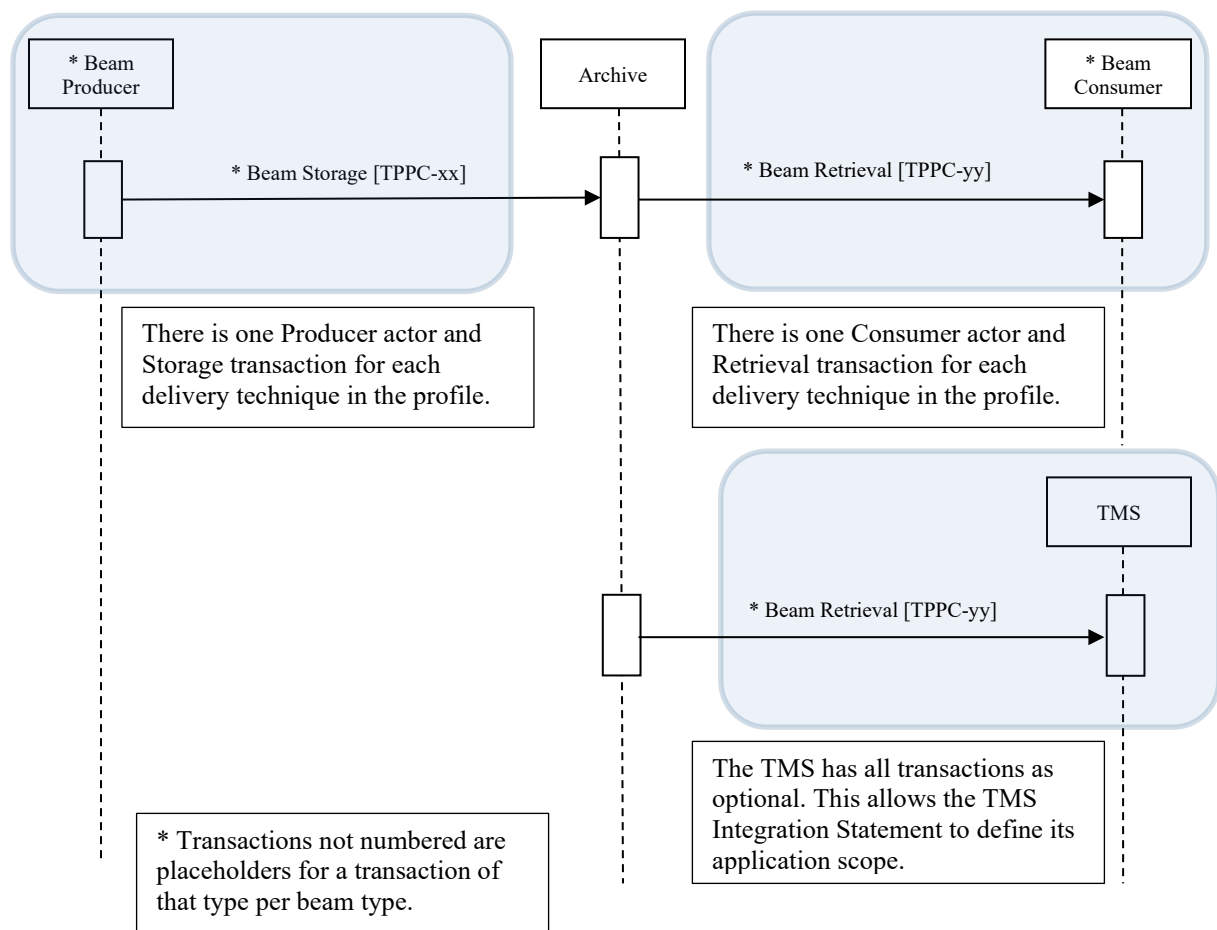 * Beam
Producer
Archive
* Beam
Consumer
* Beam Storage [TPPC-xx]
* Beam Retrieval [TPPC-yy]
There is one Producer actor and
Storage transaction for each
delivery technique in the profile.
There is one Consumer actor and
Retrieval transaction for each
delivery technique in the profile.
TMS
* Beam Retrieval [TPPC-yy]
The TMS has all transactions as
optional. This allows the TMS
Integration Statement to define its
application scope.
* Transactions not numbered are
placeholders for a transaction of
that type per beam type.